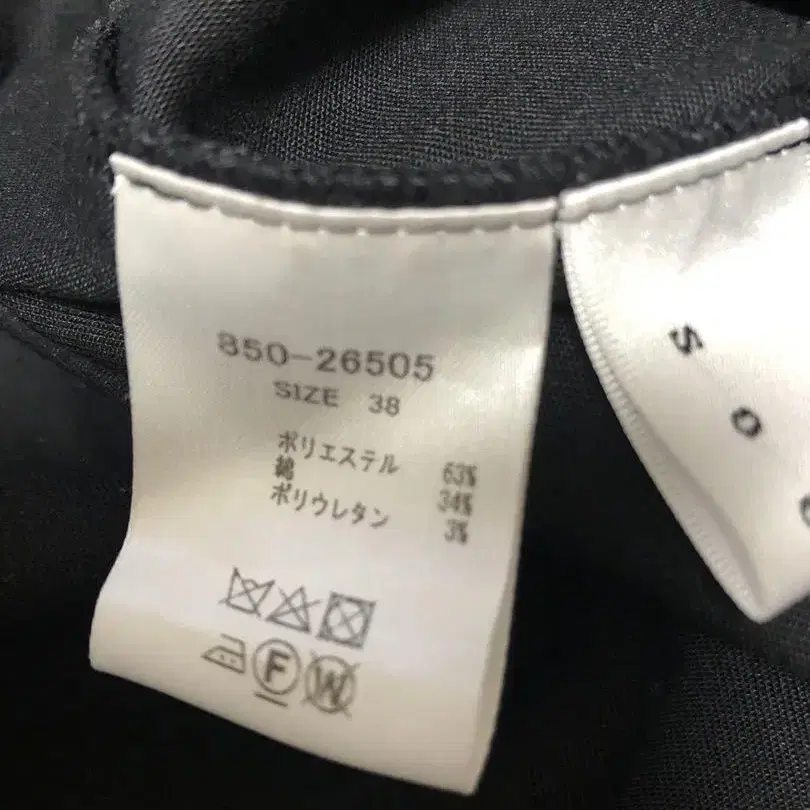 850-26505
SIZE 38
ポリエステル 63%
綿 34%
ポリウレタン 3%
F W
s o